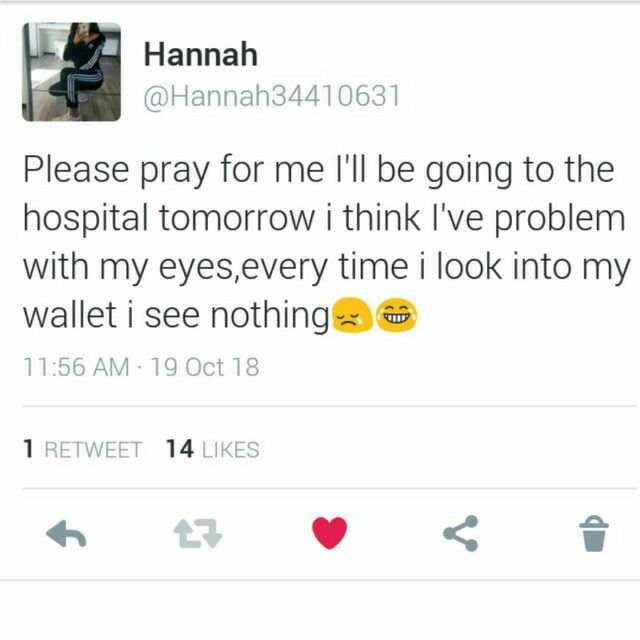 Hannah
@Hannah34410631
Please pray for me I'll be going to the
hospital tomorrow i think I've problem
with my eyes,every time i look into my
wallet i see nothing😢😂
11:56 AM · 19 Oct 18
1 RETWEET 14 LIKES